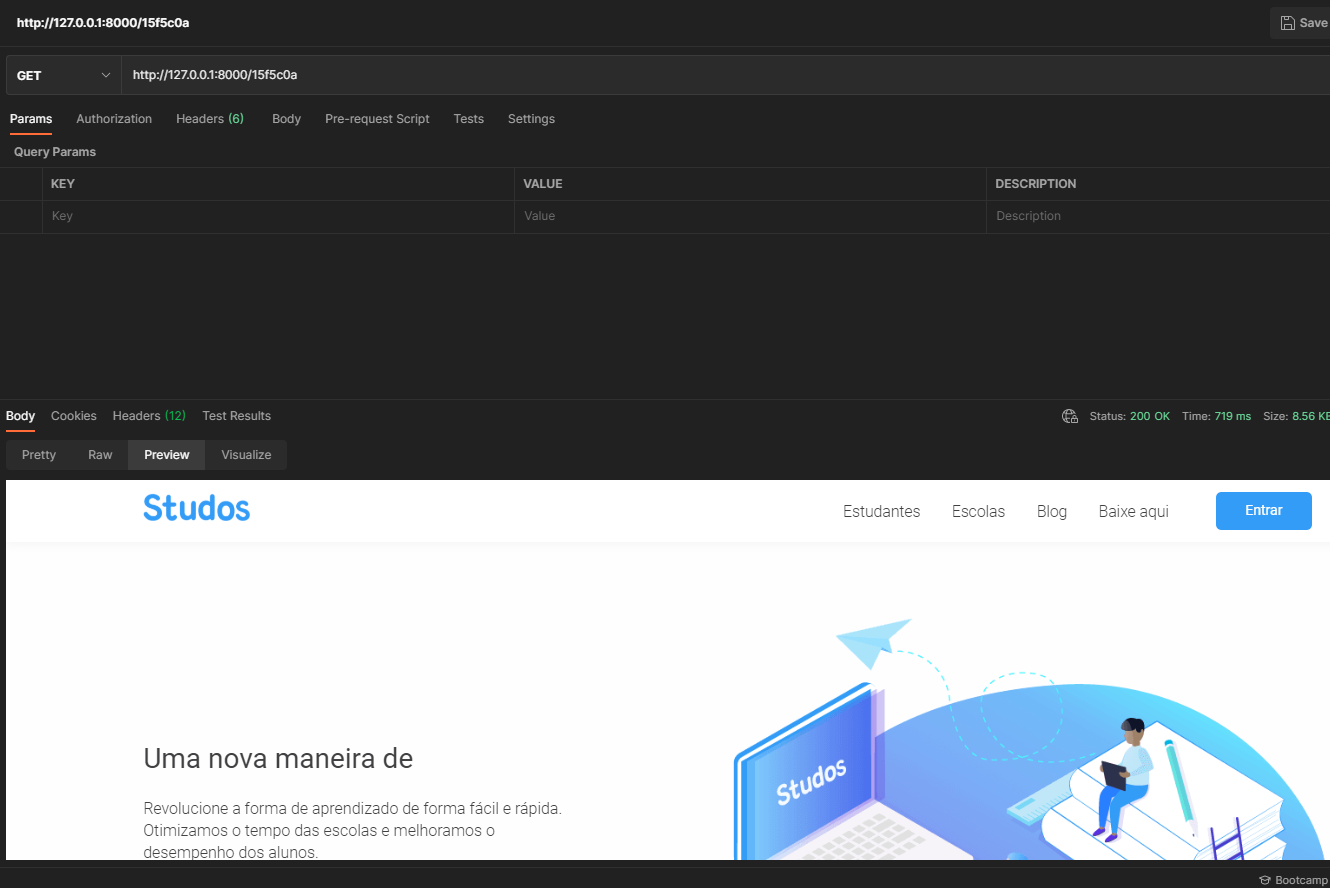 http://127.0.0.1:8000/15f5c0a
Save
GET
http://127.0.0.1:8000/15f5c0a
Params Authorization Headers (6) Body Pre-request Script Tests Settings
Query Params
KEY VALUE DESCRIPTION
Key Value Description
Body Cookies Headers (12) Test Results
Status: 200 OK Time: 719 ms Size: 8.56 KB
Pretty Raw Preview Visualize
Studos
Estudantes Escolas Blog Baixe aqui Entrar
Studos
Uma nova maneira de
Revolucione a forma de aprendizado de forma fácil e rápida.
Otimizamos o tempo das escolas e melhoramos o
desempenho dos alunos.
Bootcamp